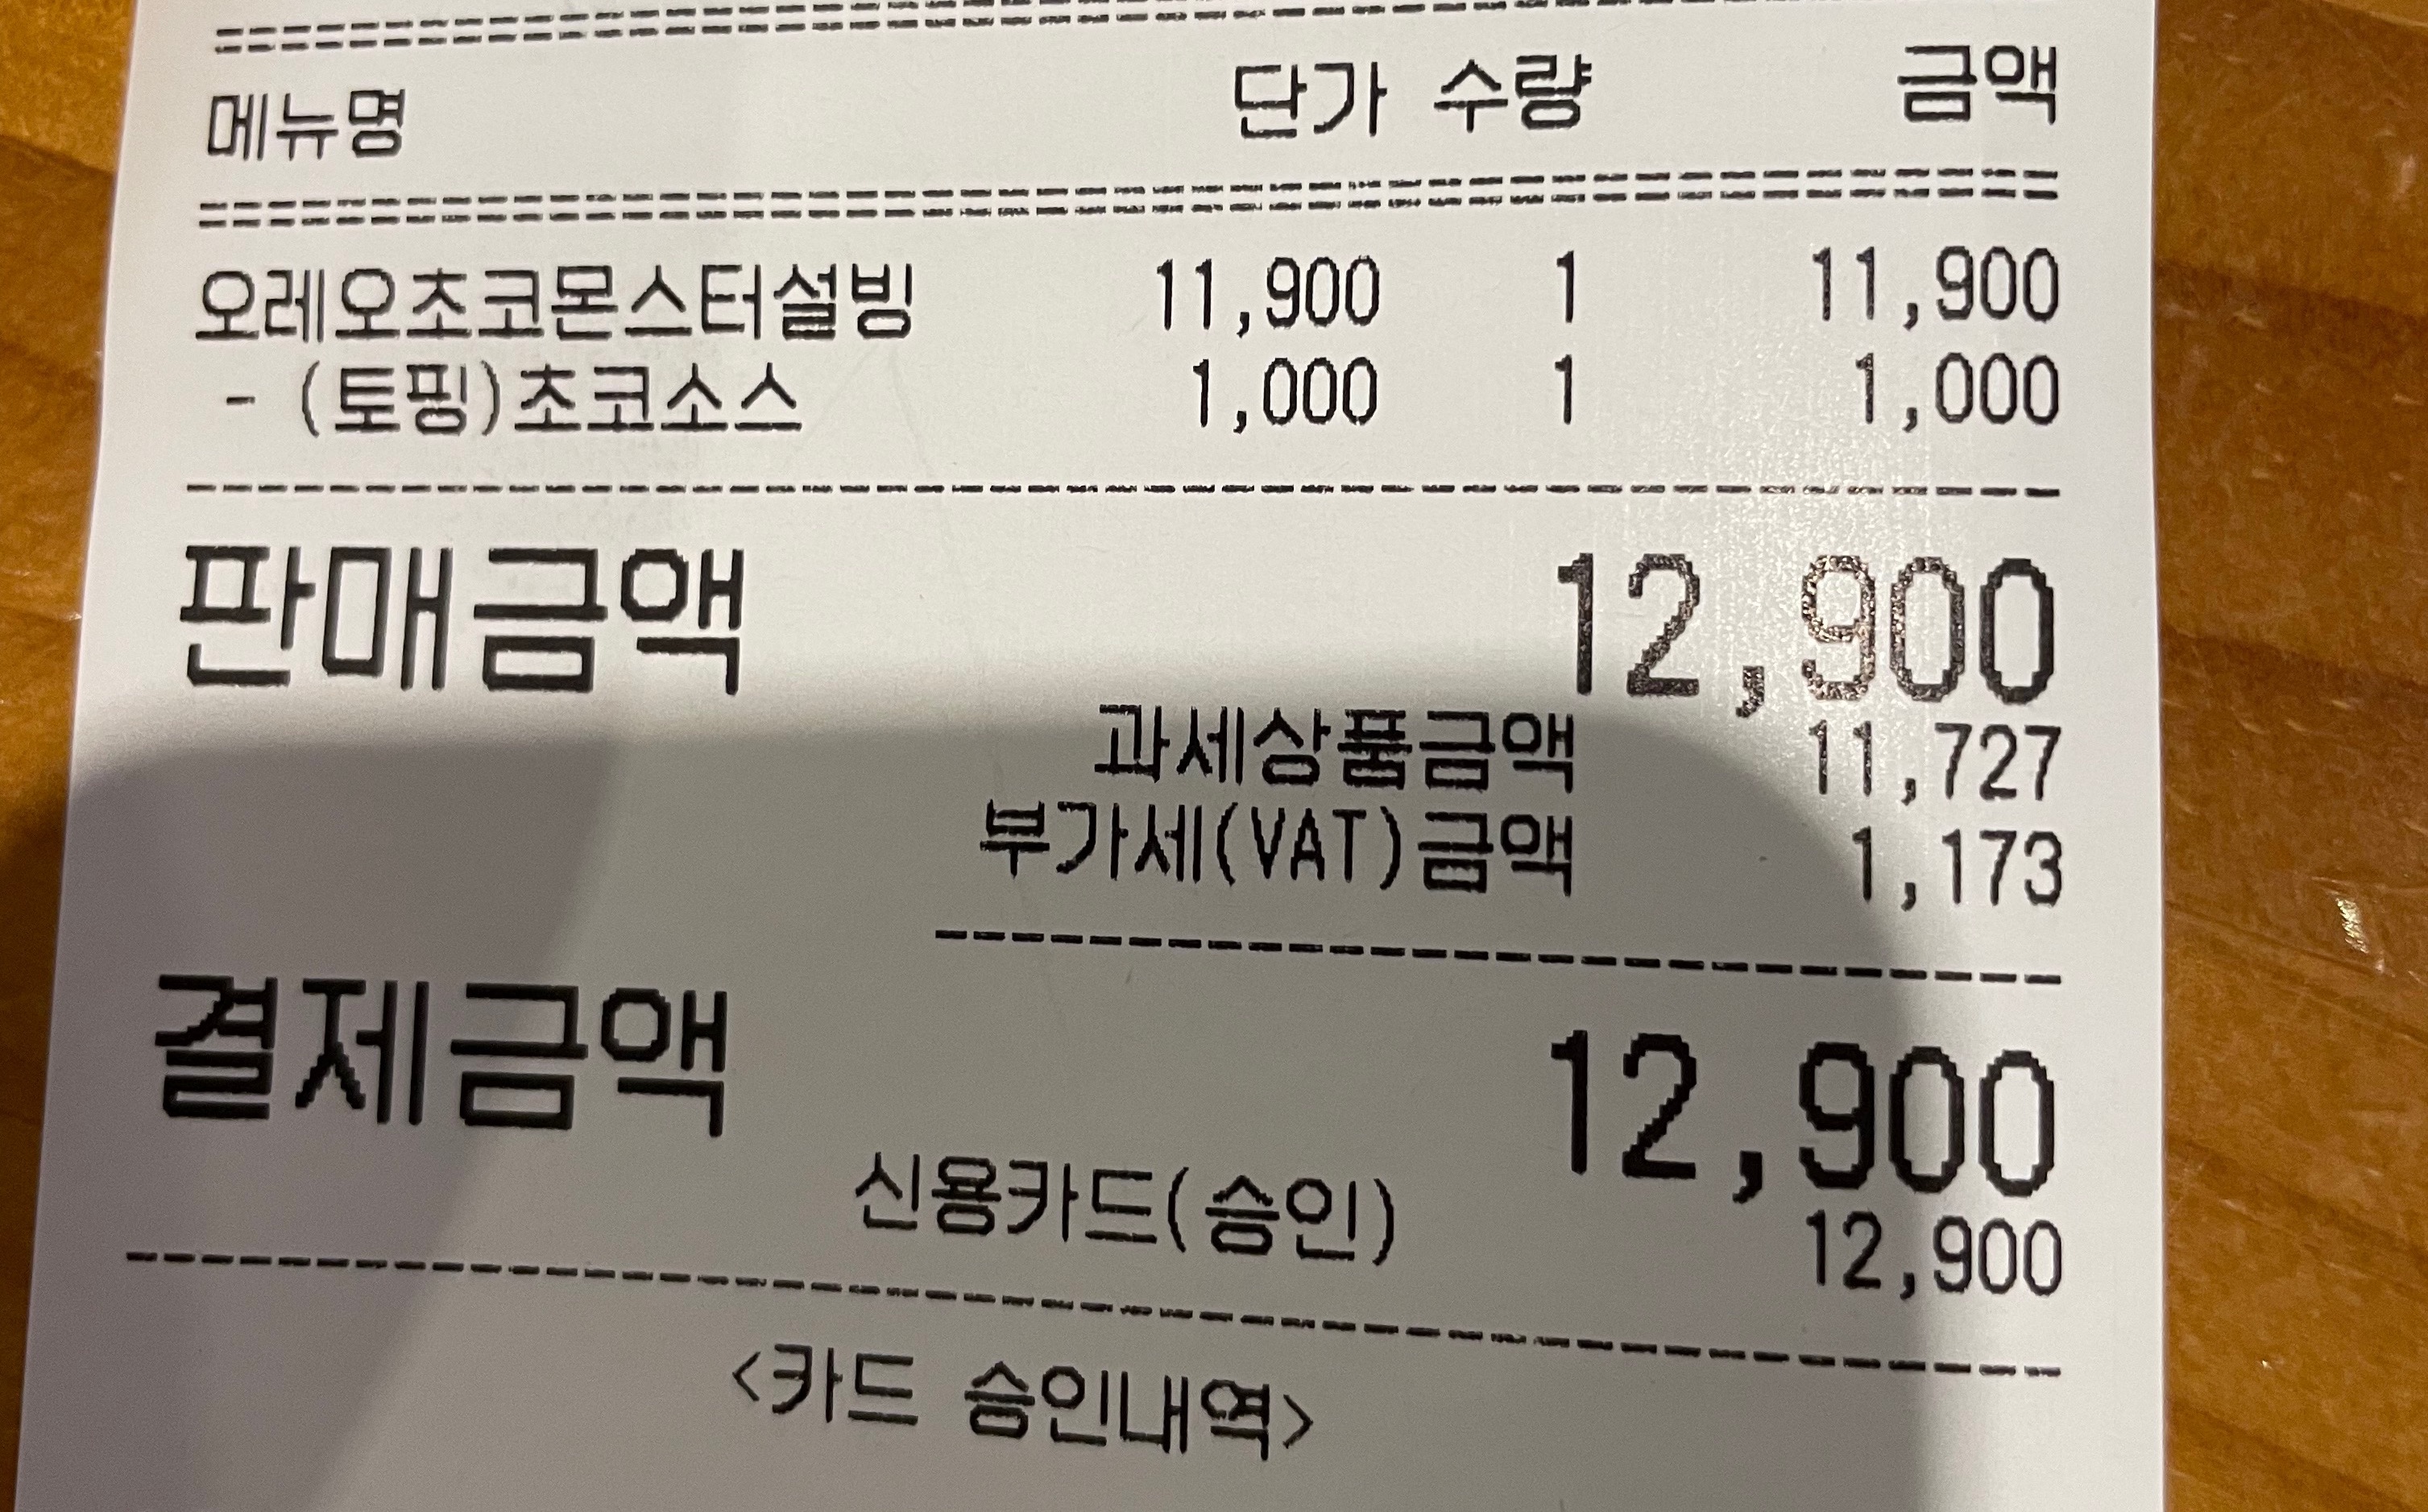 메뉴명 단가 수량 금액
오레오초코몬스터설빙 11,900 1 11,900
- (토핑)초코소스 1,000 1 1,000
판매금액 12,900
과세상품금액 11,727
부가세(VAT)금액 1,173
결제금액 12,900
신용카드(승인) 12,900
<카드 승인내역>